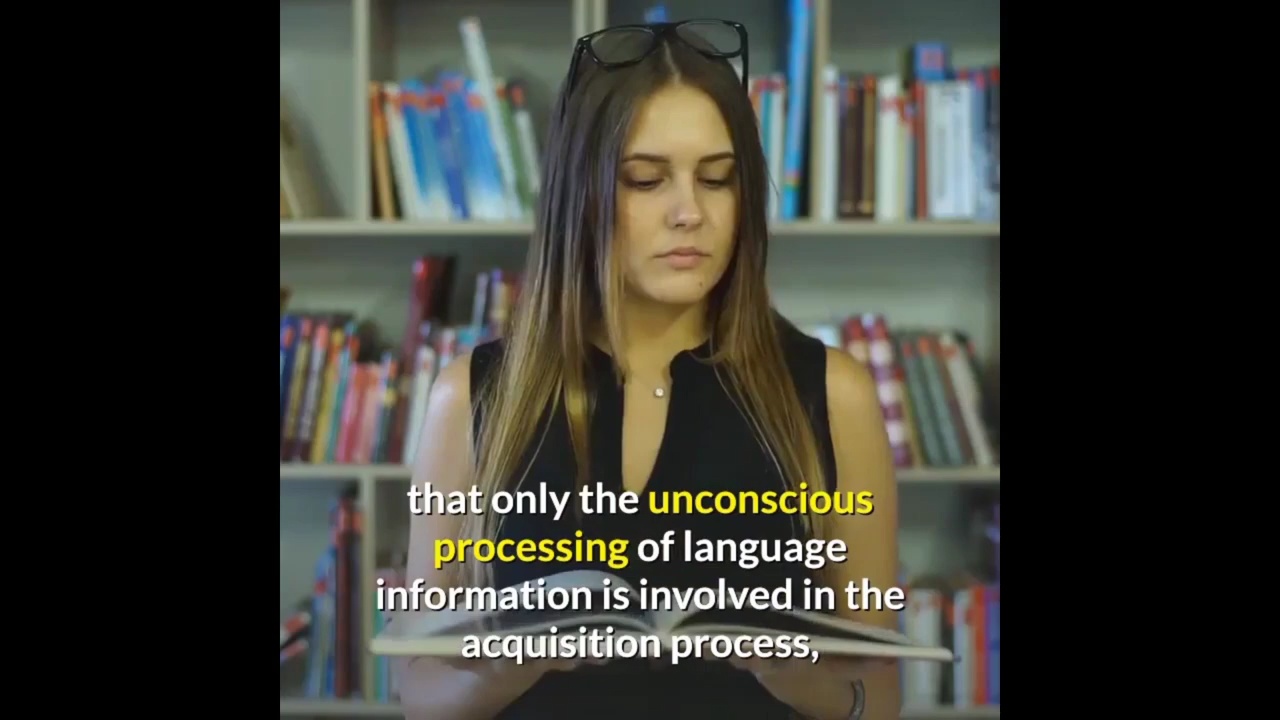 that only the unconscious
processing of language
information is involved in the
acquisition process,